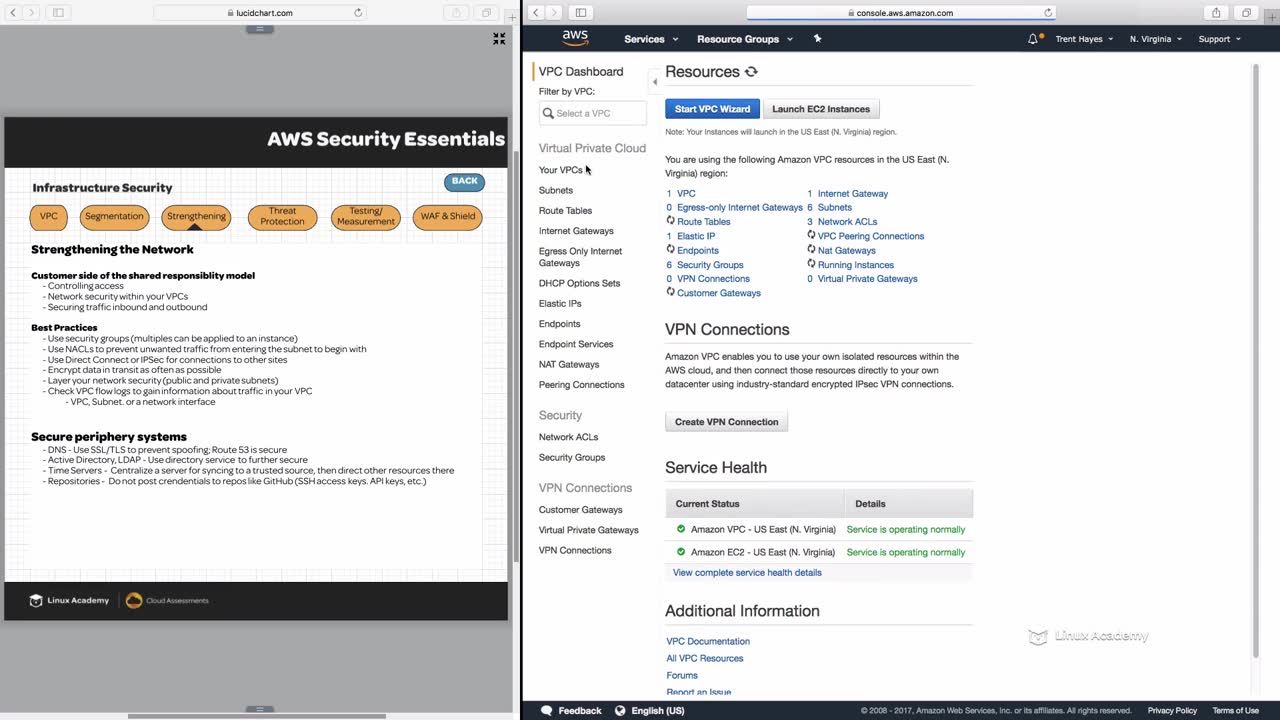 lucidchart.com
AWS Security Essentials
Infrastructure Security
BACK
VPC
Segmentation
Strengthening
Threat
Protection
Testing/
Measurement
WAF & Shield
Strengthening the Network
Customer side of the shared responsiblity model
- Controlling access
- Network security within your VPCs
- Securing traffic inbound and outbound
Best Practices
- Use security groups (multiples can be applied to an instance)
- Use NACLs to prevent unwanted traffic from entering the subnet to begin with
- Use Direct Connect or IPSec for connections to other sites
- Encrypt data in transit as often as possible
- Layer your network security (public and private subnets)
- Check VPC flow logs to gain information about traffic in your VPC
- VPC, Subnet. or a network interface
Secure periphery systems
- DNS - Use SSL/TLS to prevent spoofing; Route 53 is secure
- Active Directory, LDAP - Use directory service to further secure
- Time Servers - Centralize a server for syncing to a trusted source, then direct other resources there
- Repositories - Do not post crendentials to repos like GitHub (SSH access keys. API keys, etc.)
Linux Academy
Cloud Assessments
console.aws.amazon.com
aws
Services
Resource Groups
Trent Hayes
N. Virginia
Support
VPC Dashboard
Filter by VPC:
Select a VPC
Virtual Private Cloud
Your VPCs
Subnets
Route Tables
Internet Gateways
Egress Only Internet
Gateways
DHCP Options Sets
Elastic IPs
Endpoints
Endpoint Services
NAT Gateways
Peering Connections
Security
Network ACLs
Security Groups
VPN Connections
Customer Gateways
Virtual Private Gateways
VPN Connections
Resources
Start VPC Wizard
Launch EC2 Instances
Note: Your Instances will launch in the US East (N. Virginia) region.
You are using the following Amazon VPC resources in the US East (N.
Virginia) region:
1 VPC
1 Internet Gateway
0 Egress-only Internet Gateways
6 Subnets
Route Tables
3 Network ACLs
1 Elastic IP
VPC Peering Connections
Endpoints
Nat Gateways
6 Security Groups
Running Instances
0 VPN Connections
0 Virtual Private Gateways
Customer Gateways
VPN Connections
Amazon VPC enables you to use your own isolated resources within the
AWS cloud, and then connect those resources directly to your own
datacenter using industry-standard encrypted IPsec VPN connections.
Create VPN Connection
Service Health
Current Status
Details
Amazon VPC - US East (N. Virginia)
Service is operating normally
Amazon EC2 - US East (N. Virginia)
Service is operating normally
View complete service health details
Additional Information
VPC Documentation
All VPC Resources
Forums
Report an Issue
Linux Academy
Feedback
English (US)
© 2008 - 2017, Amazon Web Services, Inc. or its affiliates. All rights reserved.
Privacy Policy
Terms of Use